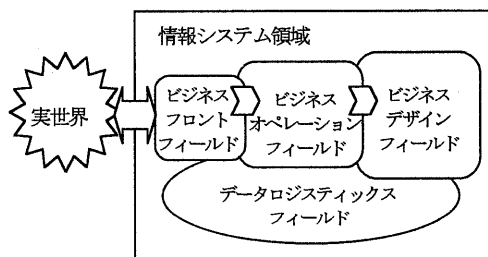 情報システム領域
実世界
ビジネス
フロント
フィールド
ビジネス
オペレーション
フィールド
ビジネス
デザイン
フィールド
データロジスティックス
フィールド